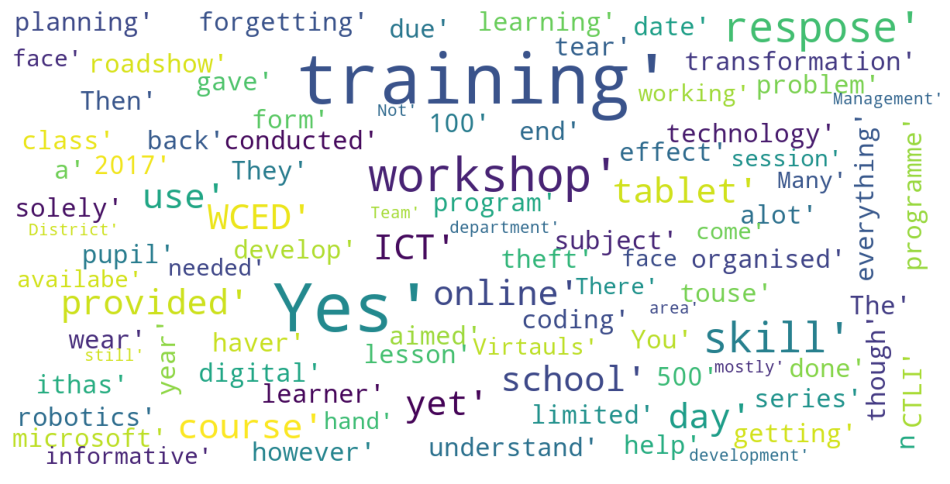 planning' forgetting' due' learning' date' respose'
face' roadshow' gave' training' tear' transformation'
Then' form' Not' 100' end' working' problem' Management'
class' back' conducted' technology'
a' 2017' They' workshop' effect' session' everything' programme'
solely' use' WCED' program' tablet' Many'
District' Team' department' alot'
pupil' develop' ICT' subject' come'
availabe' needed' theft' face organised'
provided' Yes' online' There' area' touse' The'
wear' year' haver' aimed coding' You' skill' though'
still' digital' lesson' Virtauls' mostly' done'
ithas' learner' school' 500' CTLI'
robotics' course' hand' yet' limited' day' series'
microsoft' getting' n
informative' however' understand' help' development'